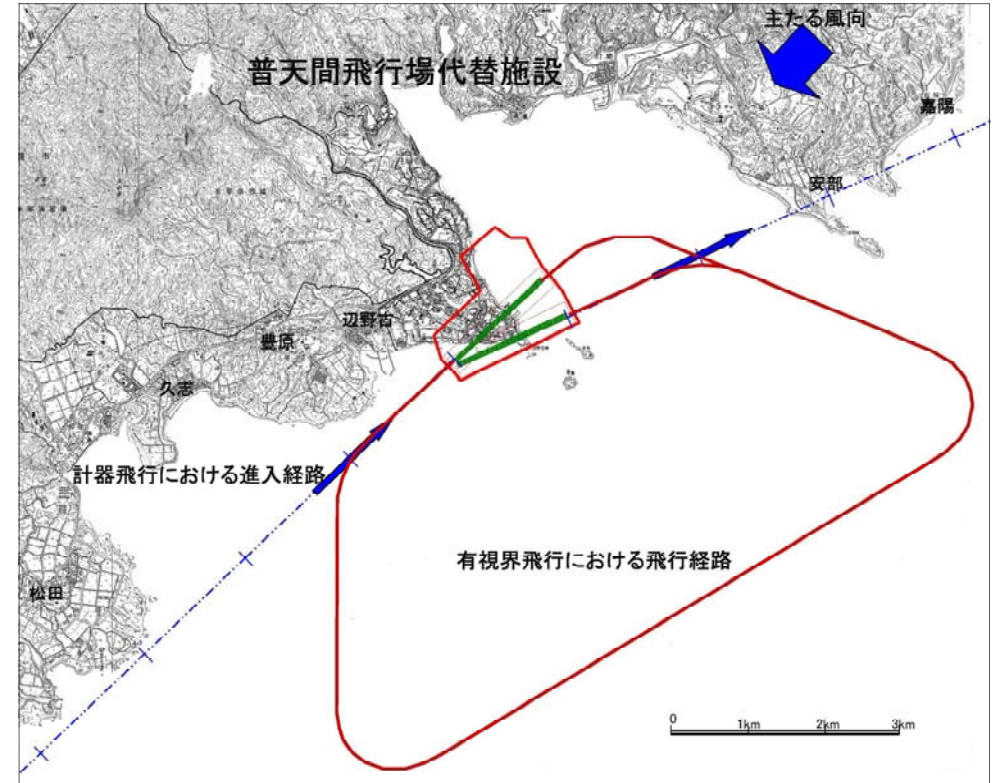 主たる風向
普天間飛行場代替施設
嘉陽
安部
辺野古
豊原
久志
計器飛行における進入経路
有視界飛行における飛行経路
松田
0 1km 2km 3km